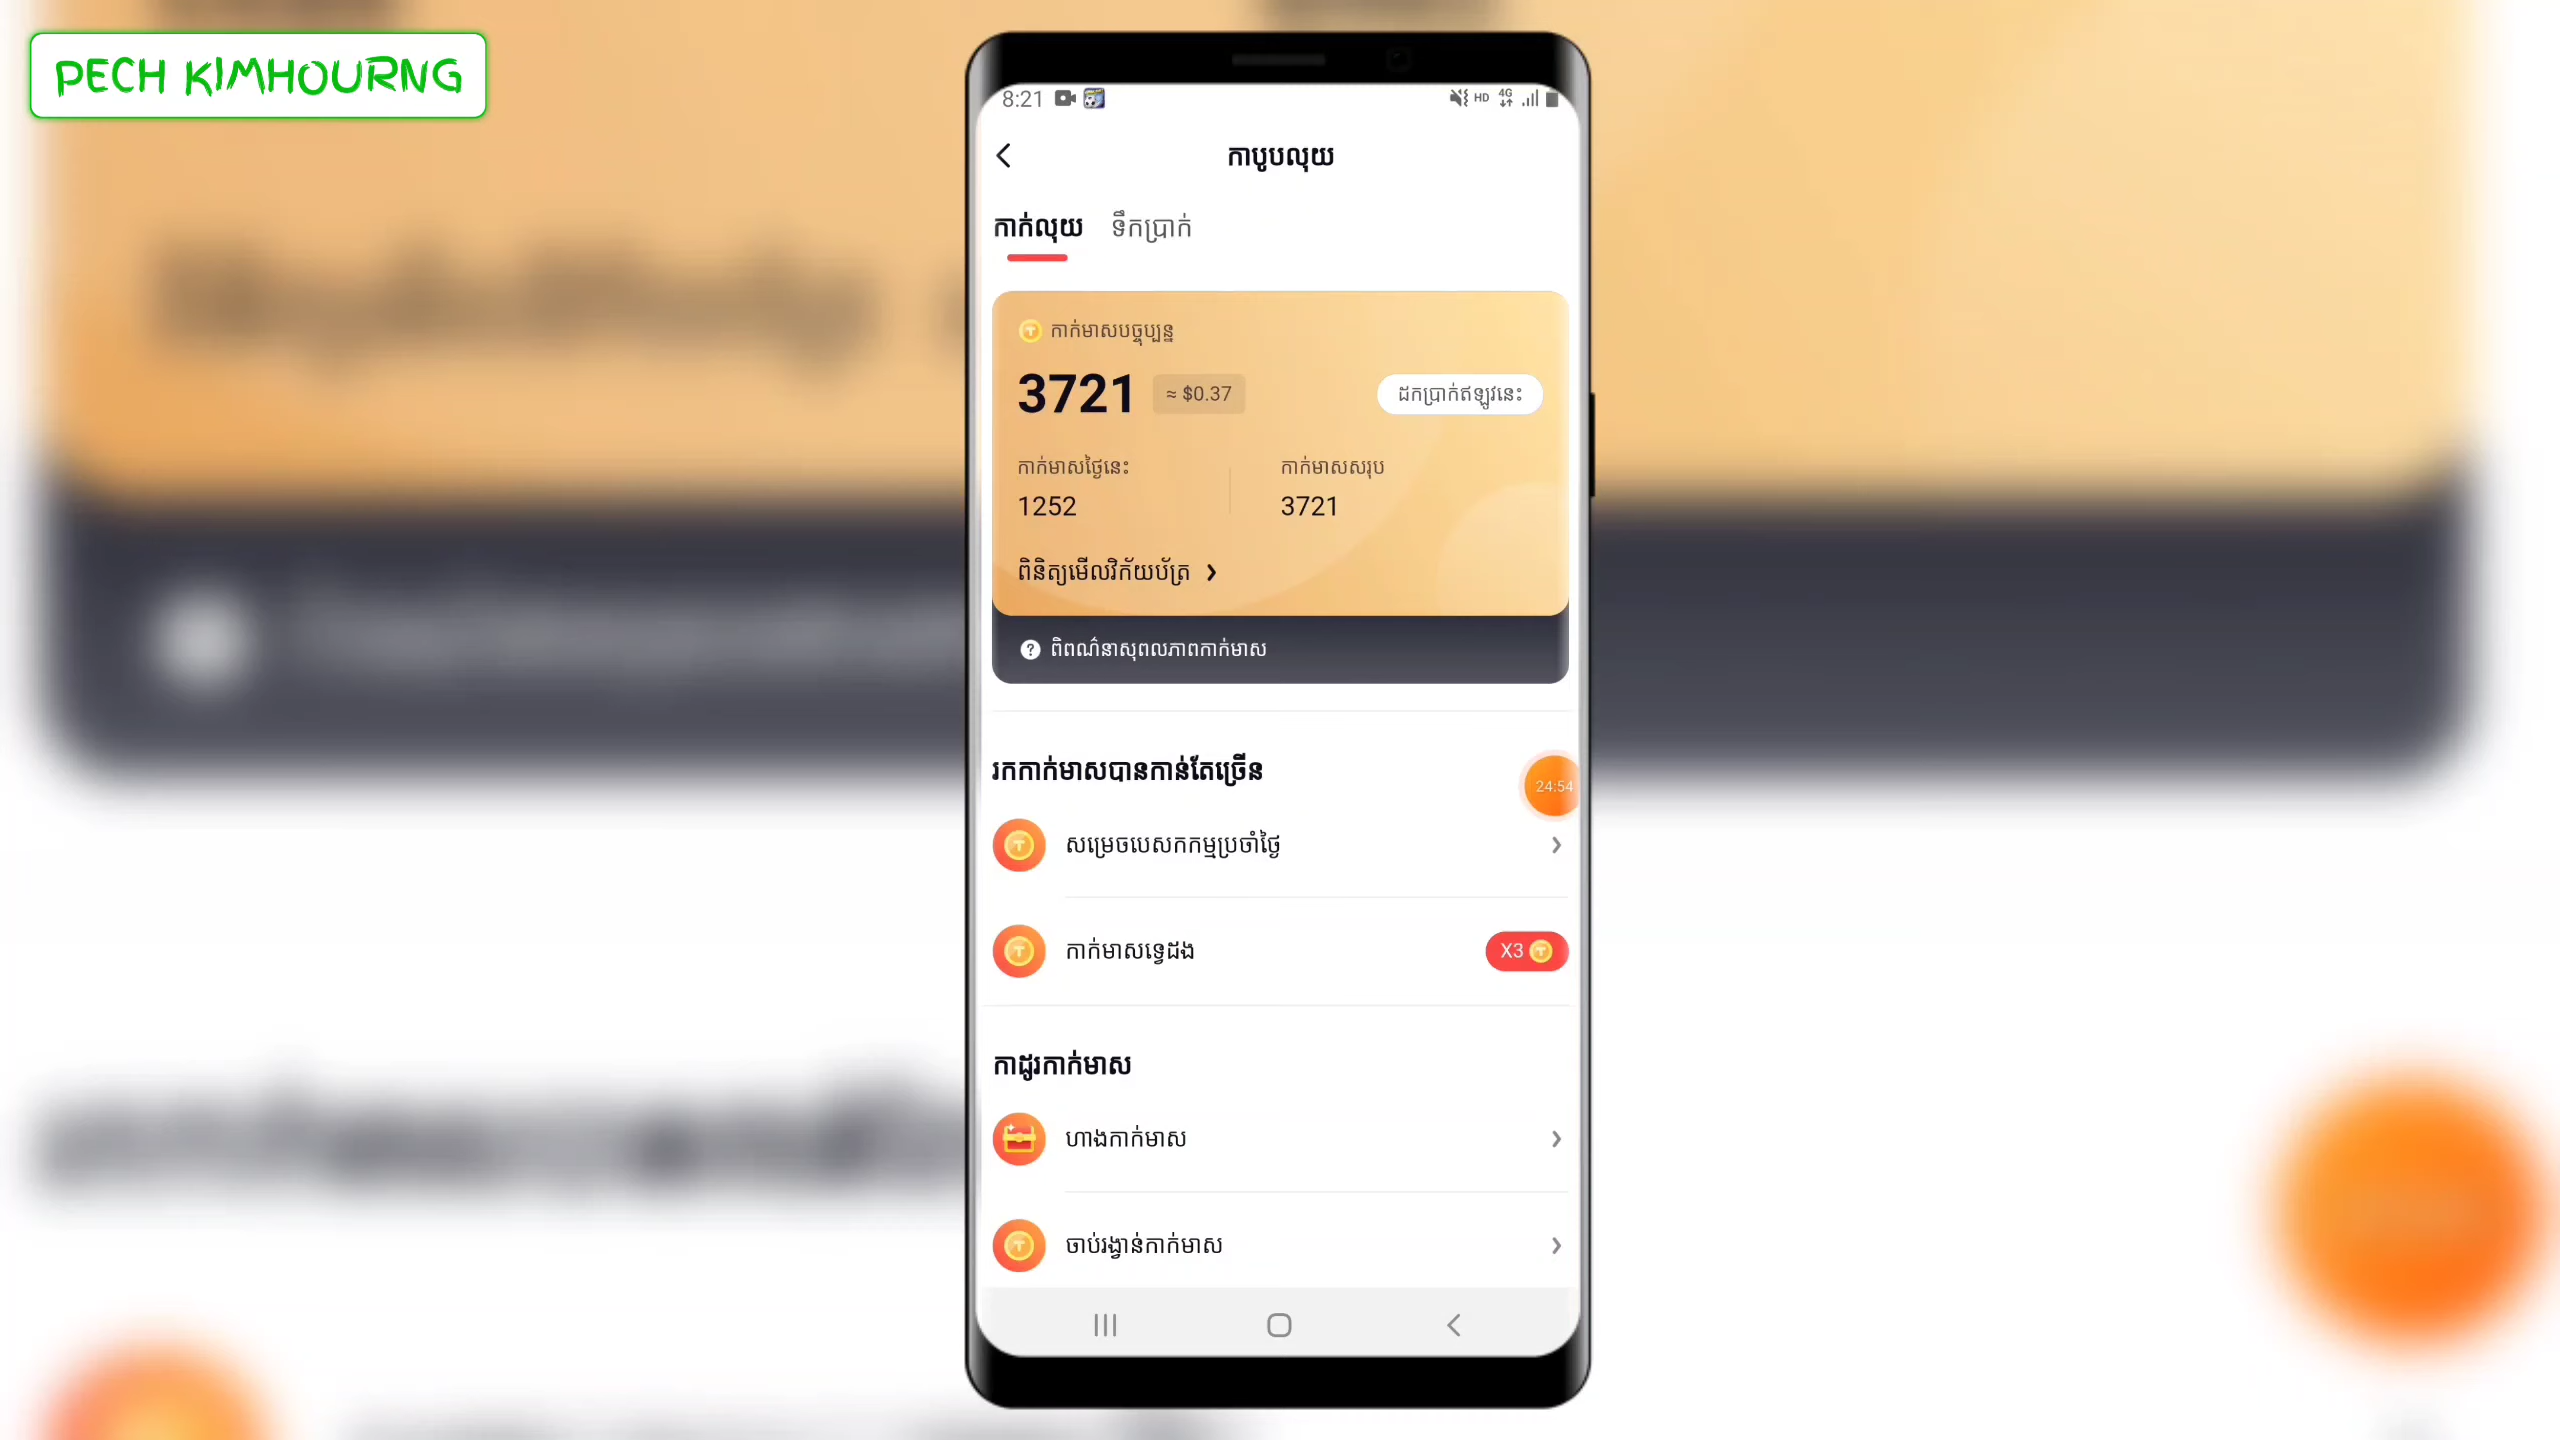 PECH KIMHOURNG
8:21
HD 4G
កាបូបលុយ
កាក់លុយ ទឹកប្រាក់
កាក់មាសបច្ចុប្បន្ន
3721 ≈ $0.37 ដកប្រាក់ឥឡូវនេះ
កាក់មាសថ្ងៃនេះ កាក់មាសសរុប
1252 3721
ពិនិត្យមើលវិក័យប័ត្រ
? ពិពណ៌នាសុពលភាពកាក់មាស
រកកាក់មាសបានកាន់តែច្រើន
24:54
សម្រេចបេសកកម្មប្រចាំថ្ងៃ
កាក់មាសទ្វេដង X3
កាដូរកាក់មាស
ហាងកាក់មាស
ចាប់រង្វាន់កាក់មាស